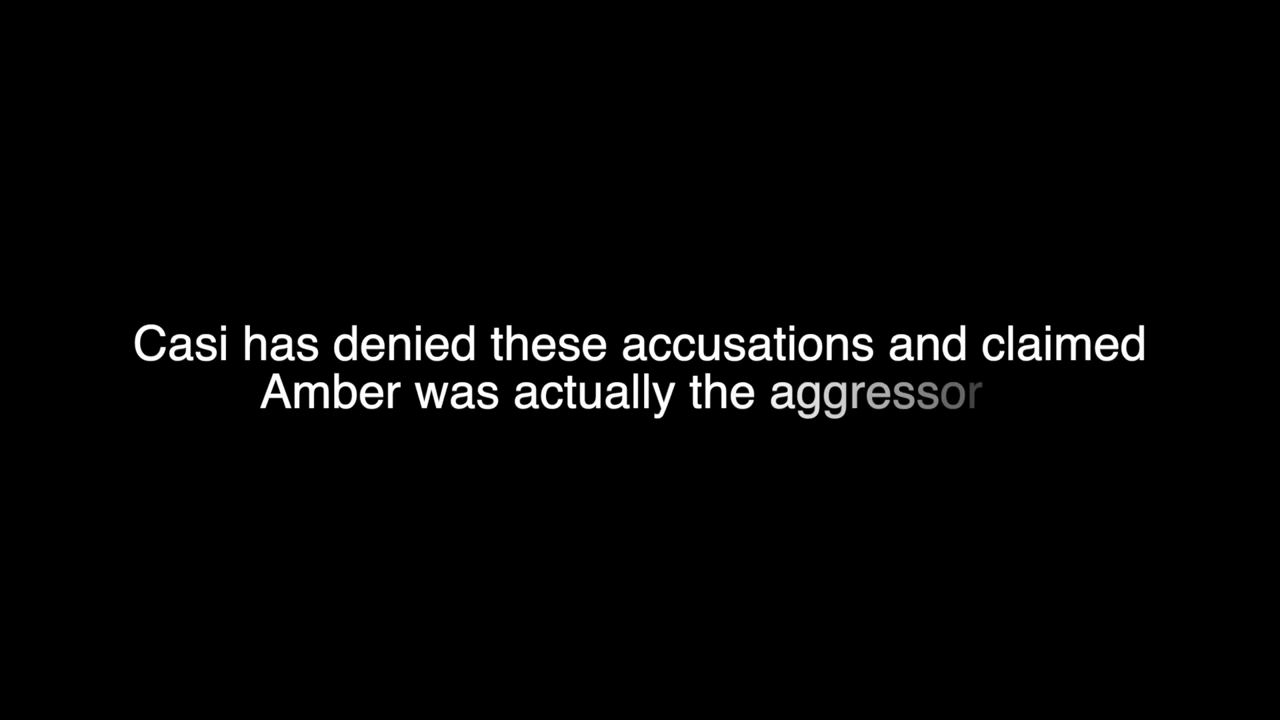 Casi has denied these accusations and claimed
Amber was actually the aggressor